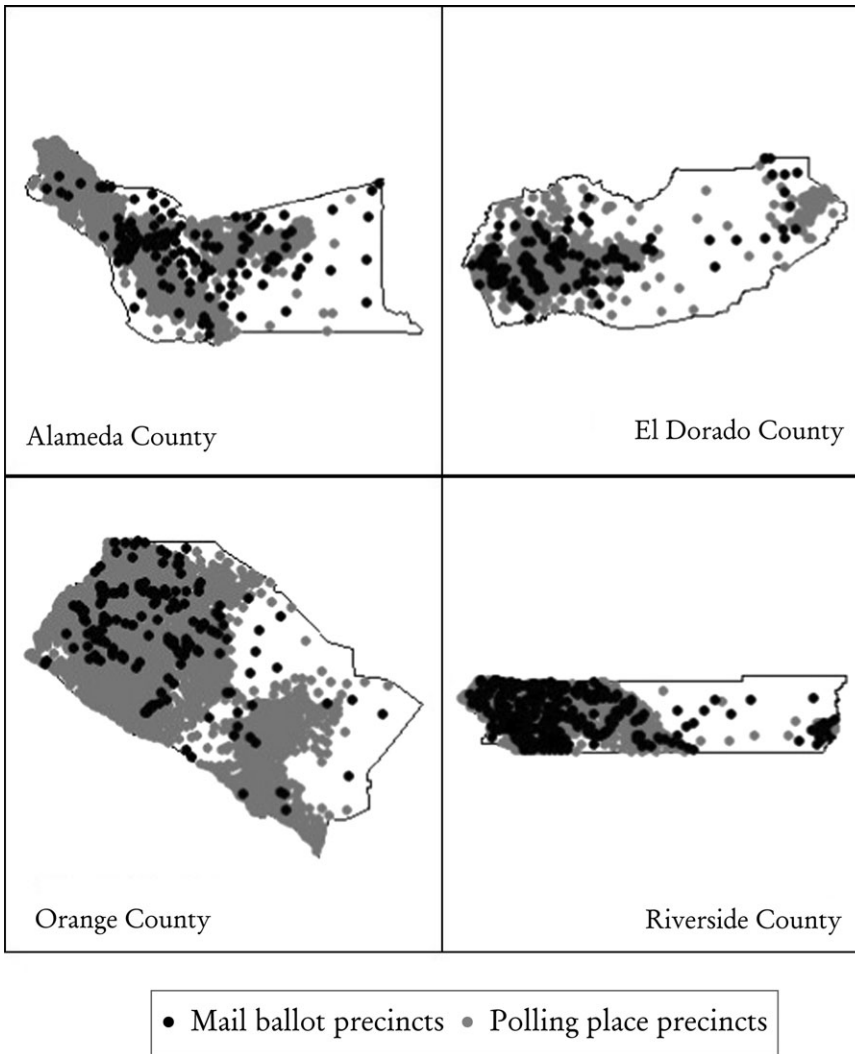 Alameda County
El Dorado County
Orange County
Riverside County
Mail ballot precincts
Polling place precincts